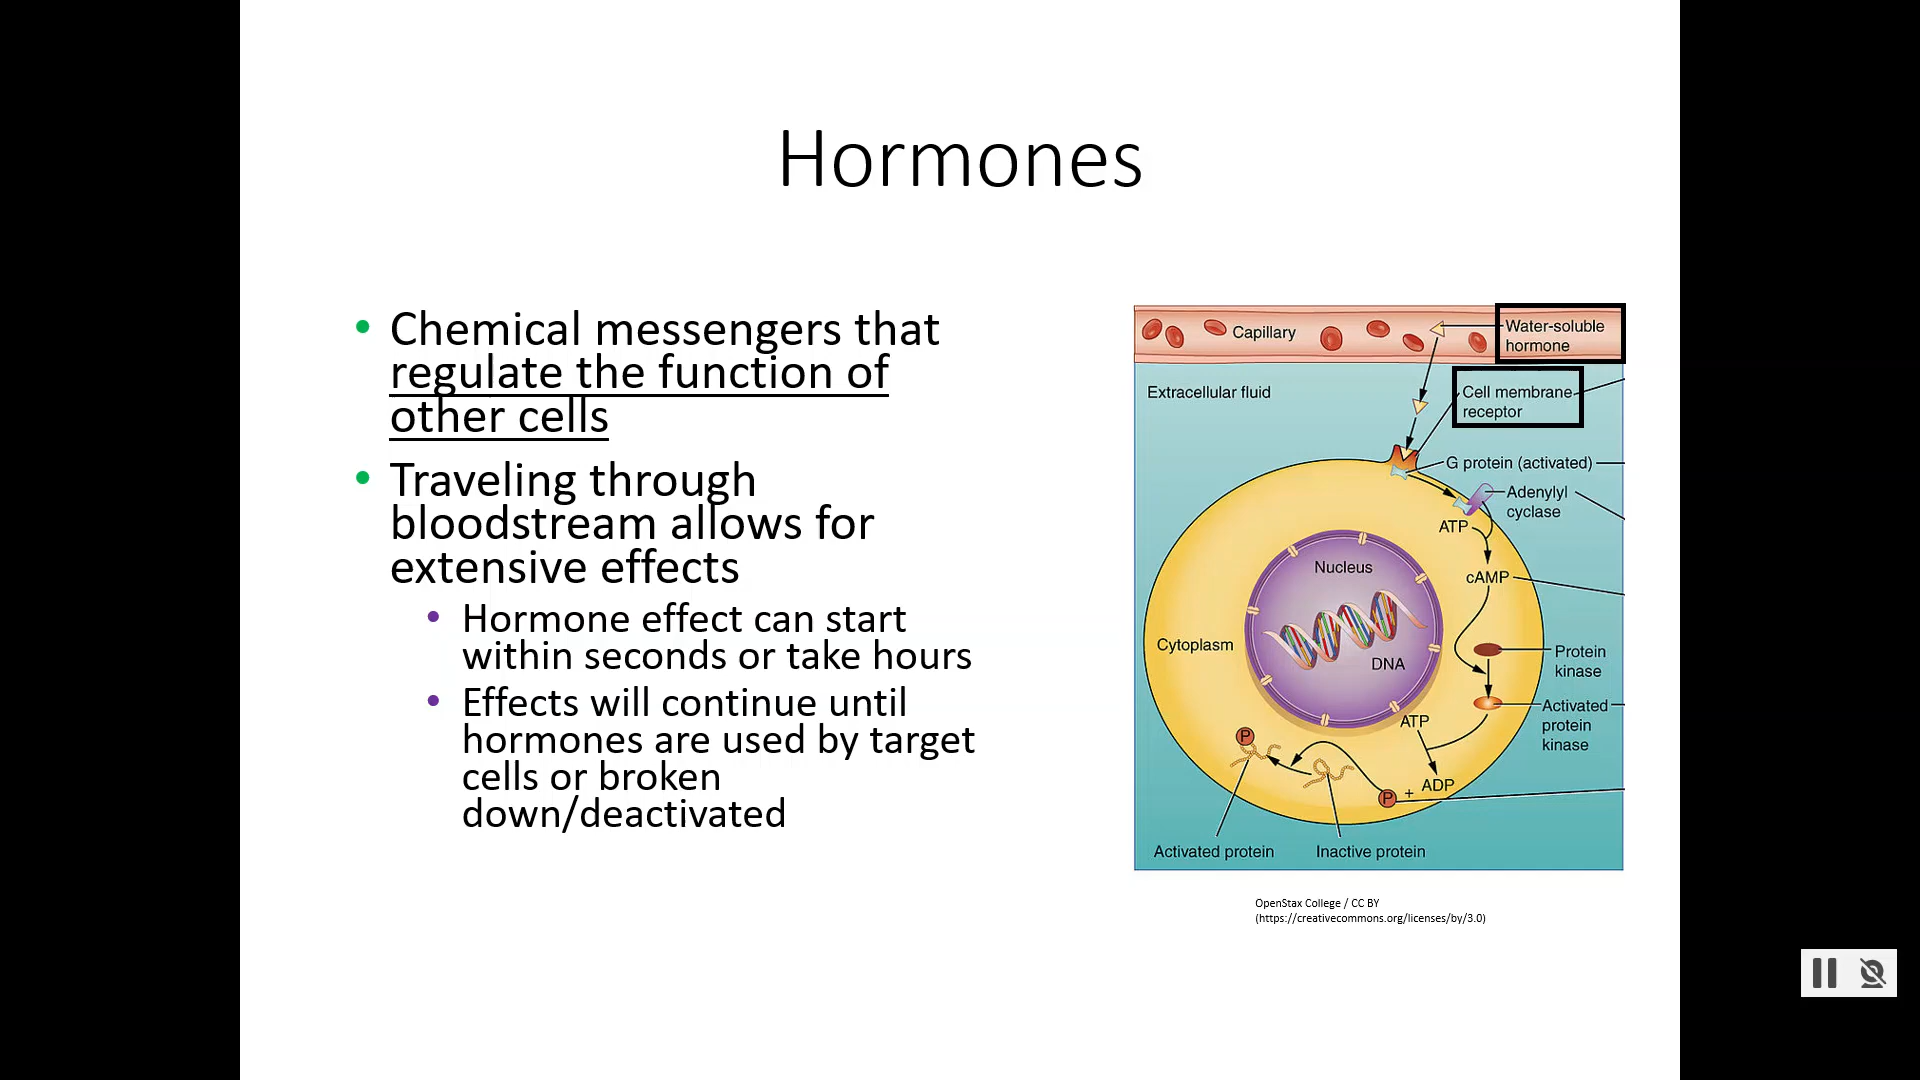 Hormones
• Chemical messengers that
regulate the function of
other cells
• Traveling through
bloodstream allows for
extensive effects
• Hormone effect can start
within seconds or take hours
• Effects will continue until
hormones are used by target
cells or broken
down/deactivated
Capillary
Water-soluble
hormone
Extracellular fluid
Cell membrane
receptor
G protein (activated)
Adenylyl
cyclase
ATP
Nucleus
cAMP
Cytoplasm
DNA
Protein
kinase
Activated
protein
kinase
ATP
P
ADP
P +
Activated protein
Inactive protein
OpenStax College / CC BY
(https://creativecommons.org/licenses/by/3.0)